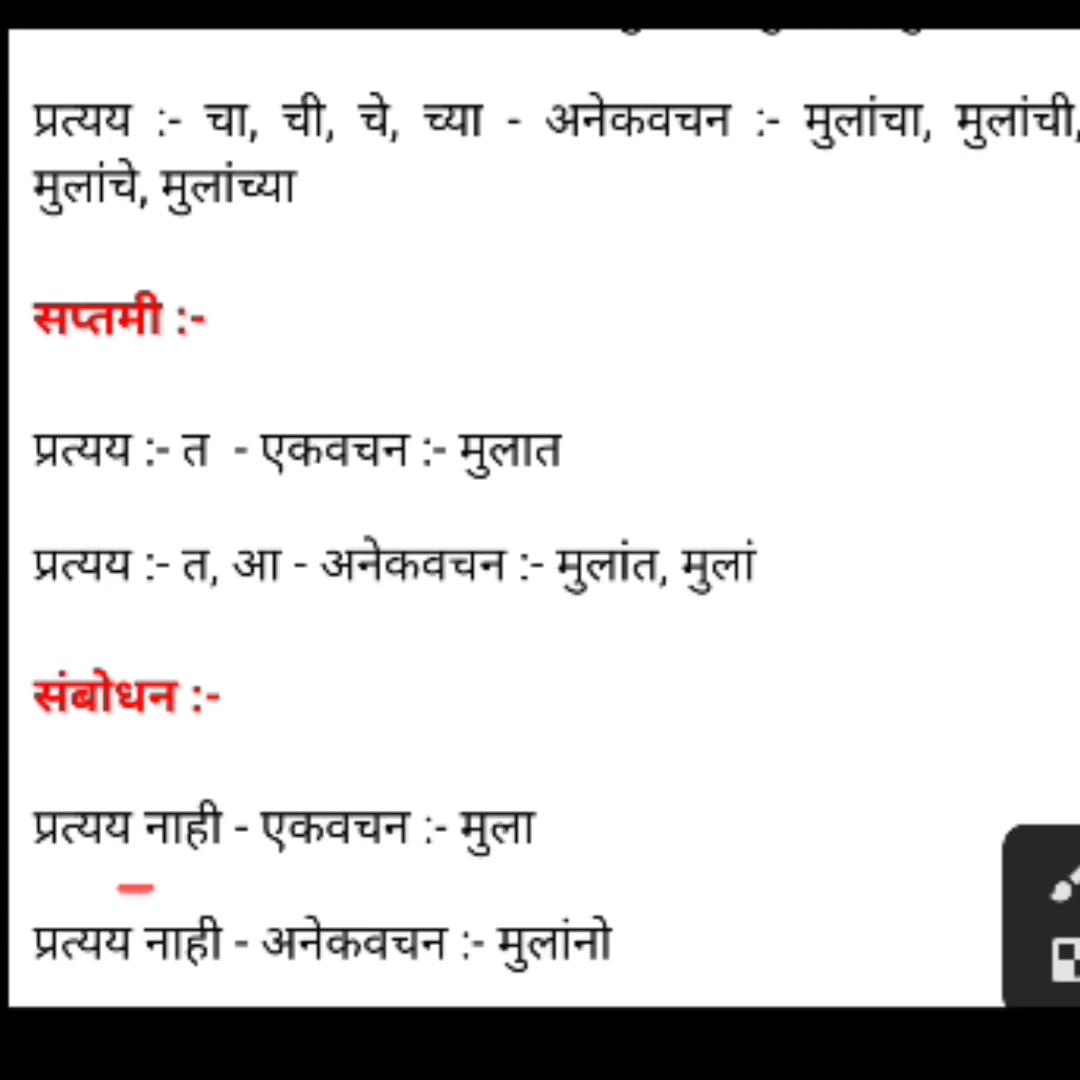 प्रत्यय :- चा, ची, चे, च्या - अनेकवचन :- मुलांचा, मुलांची,
मुलांचे, मुलांच्या
सप्तमी :-
प्रत्यय :- त - एकवचन :- मुलात
प्रत्यय :- त, आ - अनेकवचन :- मुलांत, मुलां
संबोधन :-
प्रत्यय नाही - एकवचन :- मुला
प्रत्यय नाही - अनेकवचन :- मुलांनो